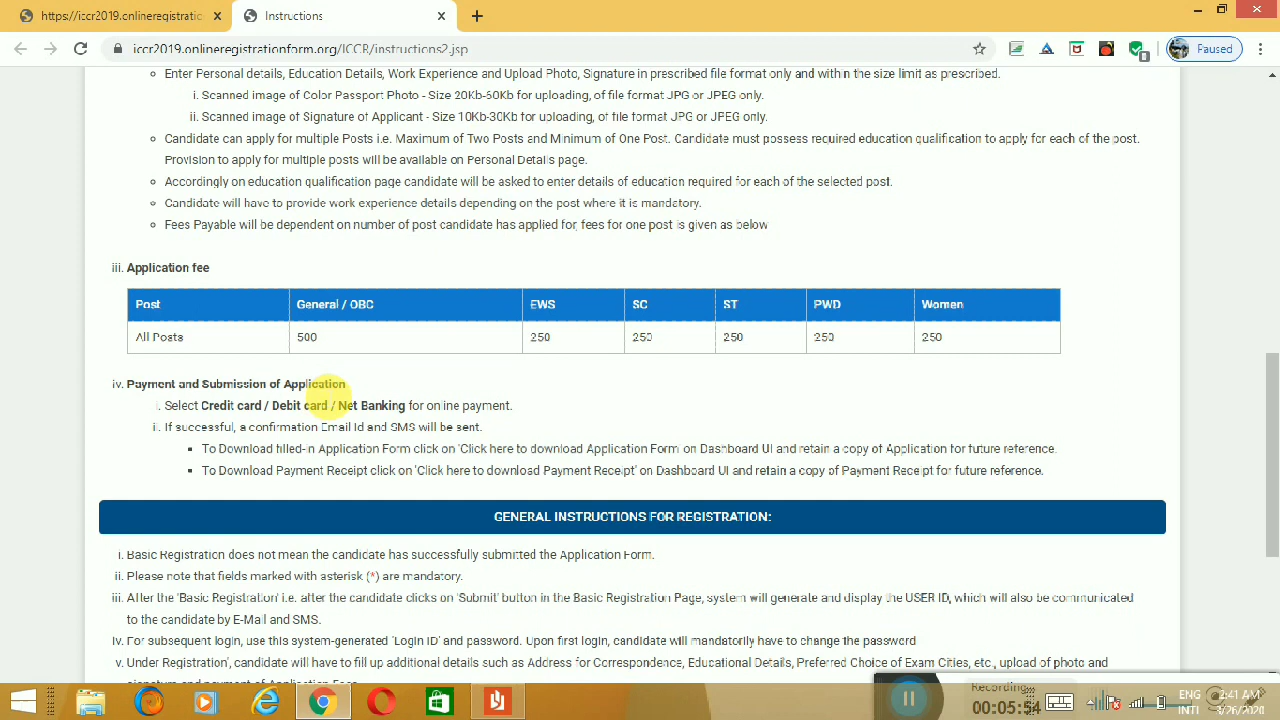 https://iccr2019.onlineregistratio
Instructions
iccr2019.onlineregistrationform.org/ICCR/instructions2.jsp
Paused
Enter Personal details, Education Details, Work Experience and Upload Photo, Signature in prescribed file format only and within the size limit as prescribed.
i. Scanned image of Color Passport Photo - Size 20Kb-60Kb for uploading, of file format JPG or JPEG only.
ii. Scanned image of Signature of Applicant - Size 10Kb-30Kb for uploading, of file format JPG or JPEG only.
Candidate can apply for multiple Posts i.e. Maximum of Two Posts and Minimum of One Post. Candidate must possess required education qualification to apply for each of the post.
Provision to apply for multiple posts will be available on Personal Details page.
Accordingly on education qualification page candidate will be asked to enter details of education required for each of the selected post.
Candidate will have to provide work experience details depending on the post where it is mandatory.
Fees Payable will be dependent on number of post candidate has applied for, fees for one post is given as below
iii. Application fee
Post General / OBC EWS SC ST PWD Women
All Posts 500 250 250 250 250 250
iv. Payment and Submission of Application
i. Select Credit card / Debit card / Net Banking for online payment.
ii. If successful, a confirmation Email Id and SMS will be sent.
To Download filled-in Application Form click on 'Click here to download Application Form on Dashboard UI and retain a copy of Application for future reference.
To Download Payment Receipt click on 'Click here to download Payment Receipt' on Dashboard UI and retain a copy of Payment Receipt for future reference.
GENERAL INSTRUCTIONS FOR REGISTRATION:
i. Basic Registration does not mean the candidate has successfully submitted the Application Form.
ii. Please note that fields marked with asterisk (*) are mandatory.
iii. After the 'Basic Registration' i.e. after the candidate clicks on 'Submit' button in the Basic Registration Page, system will generate and display the USER ID, which will also be communicated
to the candidate by E-Mail and SMS.
iv. For subsequent login, use this system-generated 'Login ID' and password. Upon first login, candidate will mandatorily have to change the password
v. Under Registration', candidate will have to fill up additional details such as Address for Correspondence, Educational Details, Preferred Choice of Exam Cities, etc., upload of photo and
Recording
00:05:54
ENG
INTL
2:41 AM
3/26/2020